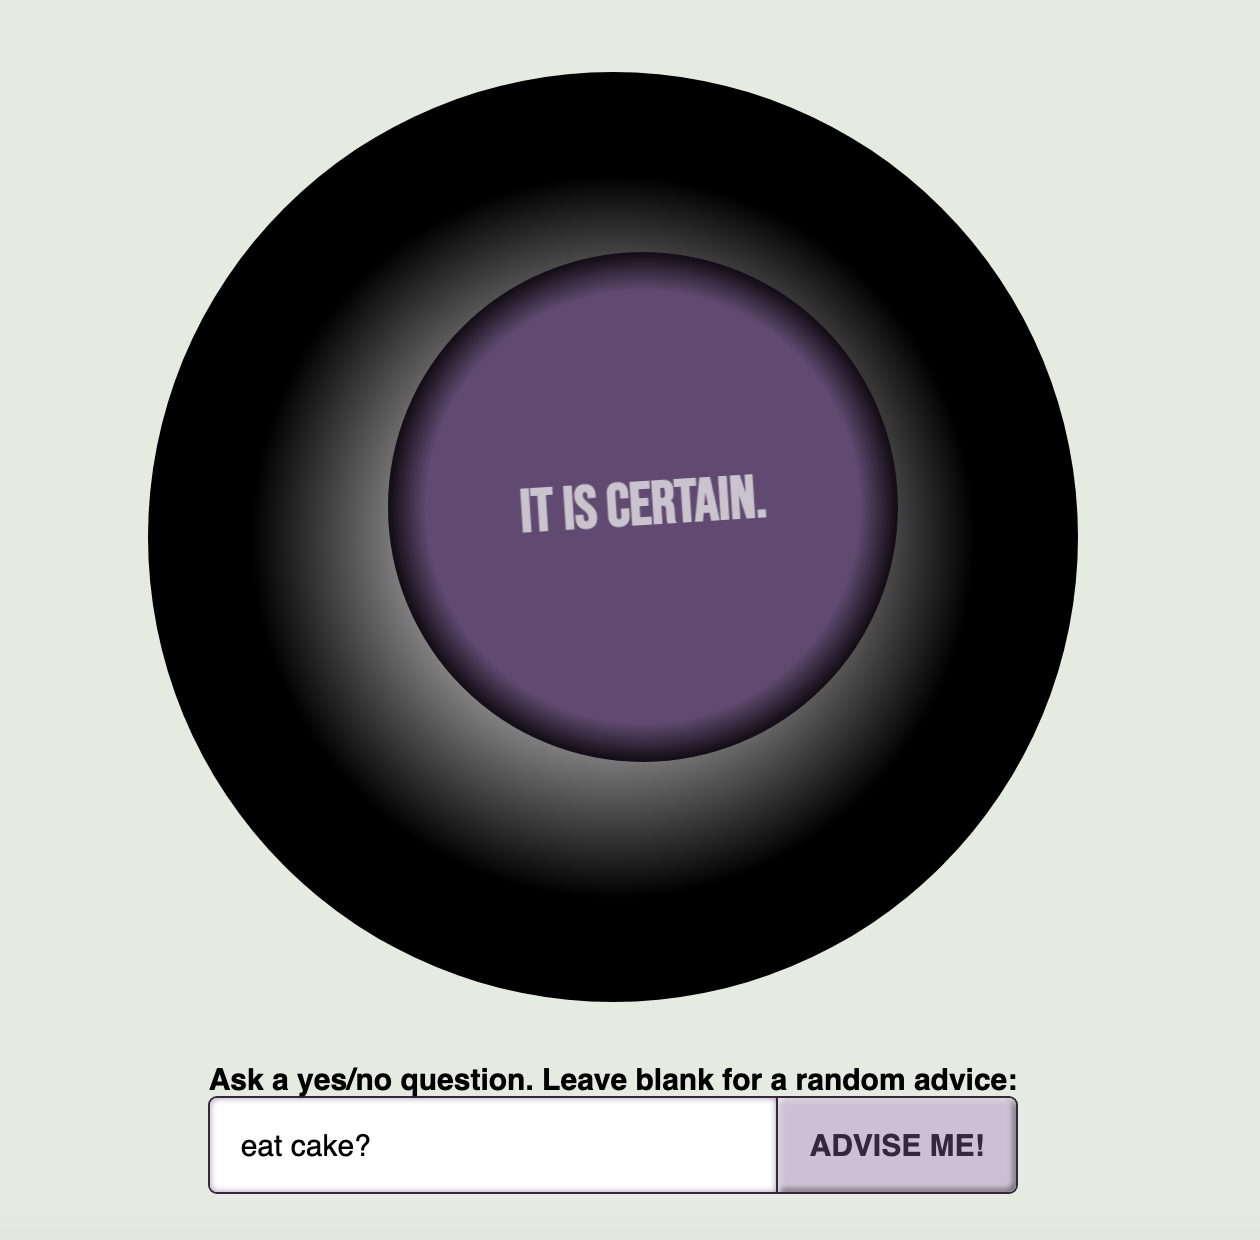 IT IS CERTAIN.
Ask a yes/no question. Leave blank for a random advice:
eat cake?
ADVISE ME!